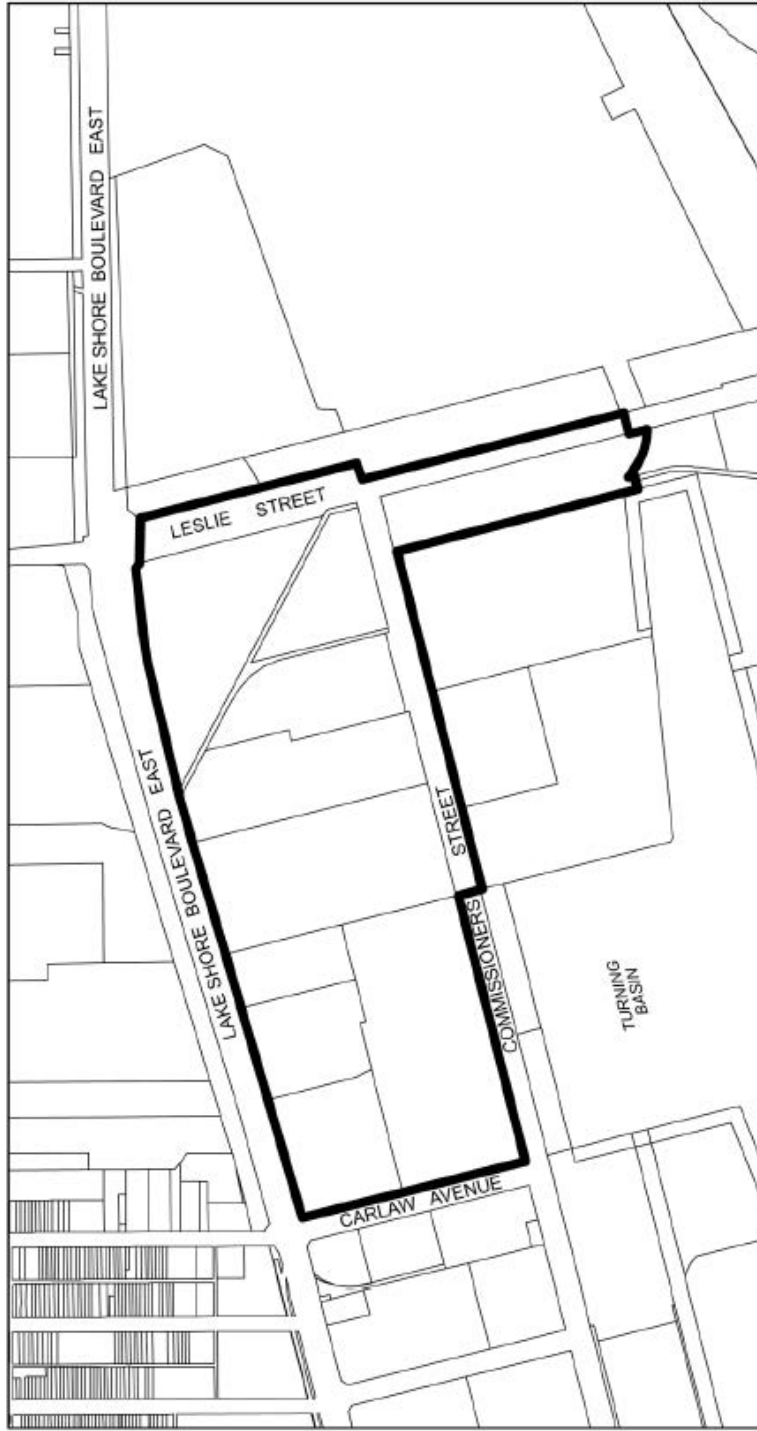 LAKE SHORE BOULEVARD EAST
LESLIE STREET
LAKE SHORE BOULEVARD EAST
STREET
COMMISSIONERS
TURNING
BASIN
CARLAW AVENUE